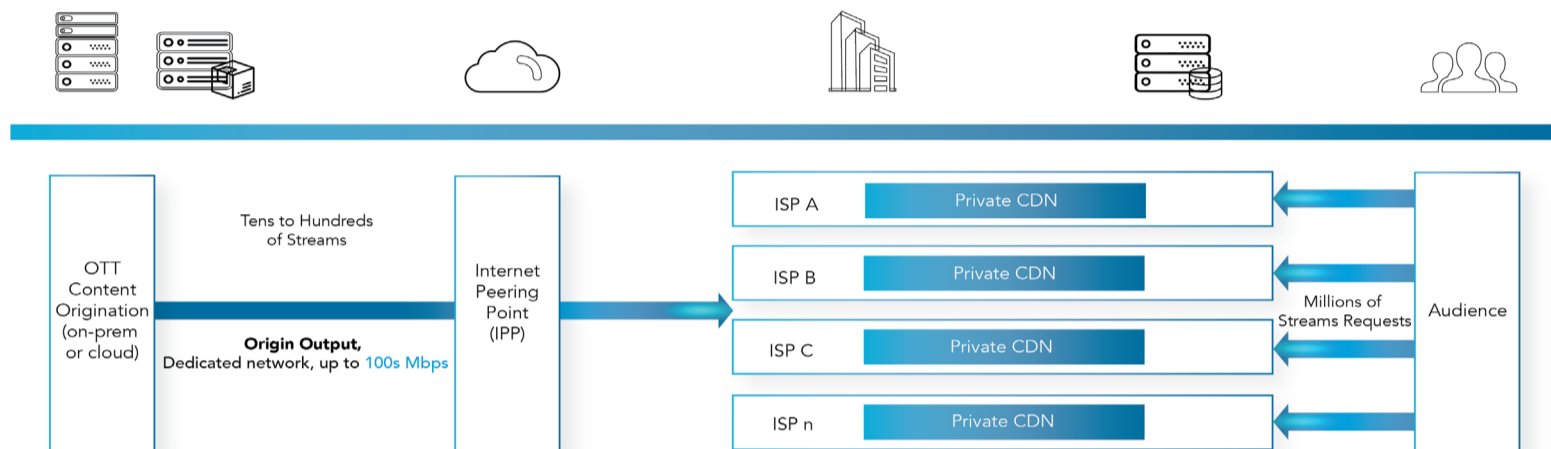 OTT
Content
Origination
(on-prem
or cloud)
Tens to Hundreds
of Streams
Origin Output,
Dedicated network, up to 100s Mbps
Internet
Peering
Point
(IPP)
ISP A
Private CDN
ISP B
Private CDN
ISP C
Private CDN
ISP n
Private CDN
Millions of
Streams Requests
Audience